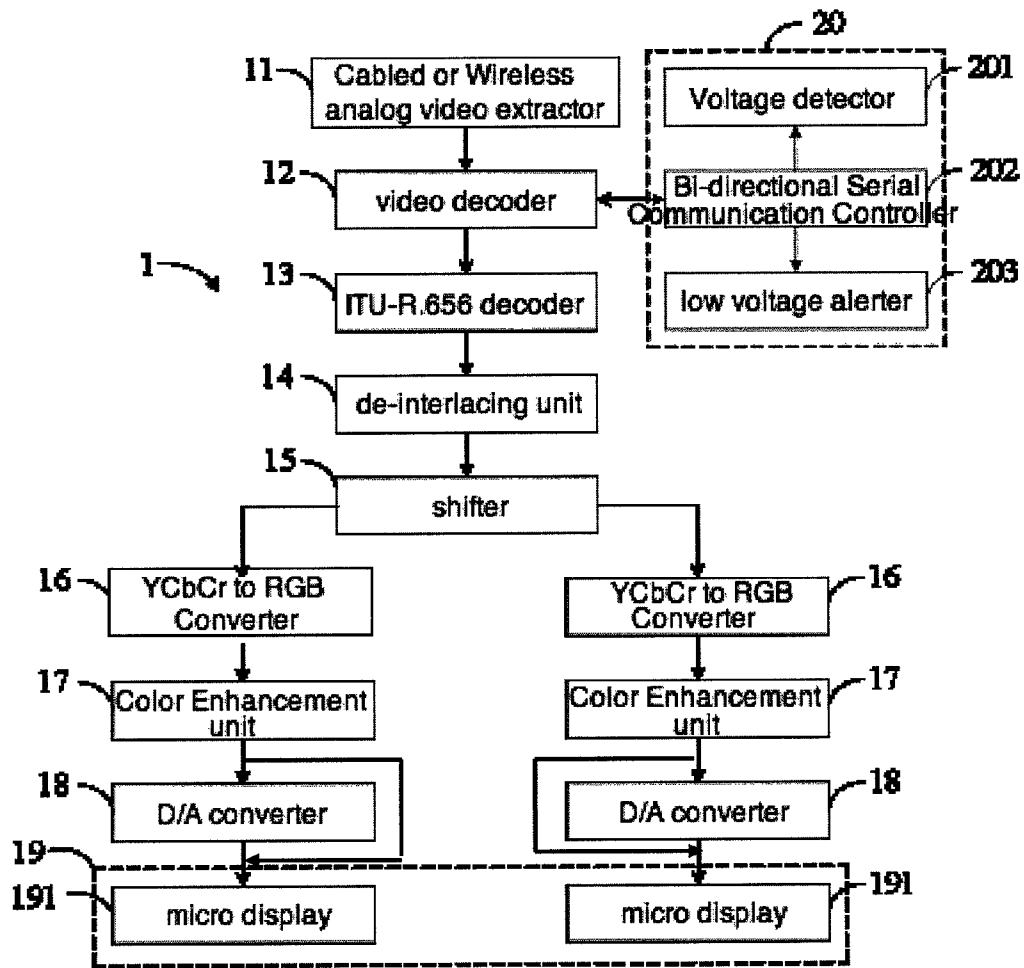 20
11
Cabled or Wireless
analog video extractor
201
Voltage detector
12
video decoder
202
Bi-directional Serial
Communication Controller
1
13
ITU-R.656 decoder
203
low voltage alerter
14
de-interlacing unit
15
shifter
16
YCbCr to RGB
Converter
YCbCr to RGB
Converter
16
17
Color Enhancement
unit
Color Enhancement
unit
17
18
D/A converter
D/A converter
18
19
191
micro display
micro display
191